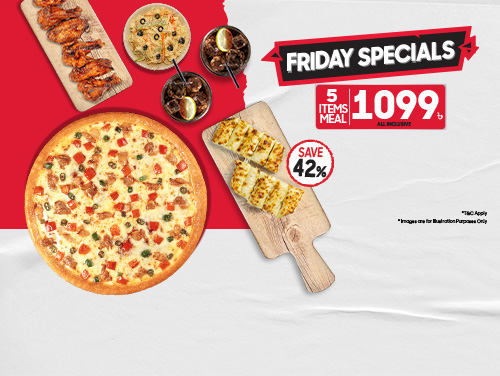 FRIDAY SPECIALS
5
ITEMS
MEAL
1099৳
ALL INCLUSIVE
SAVE
42%
*T&C Apply
*Images are for Illustration Purposes Only